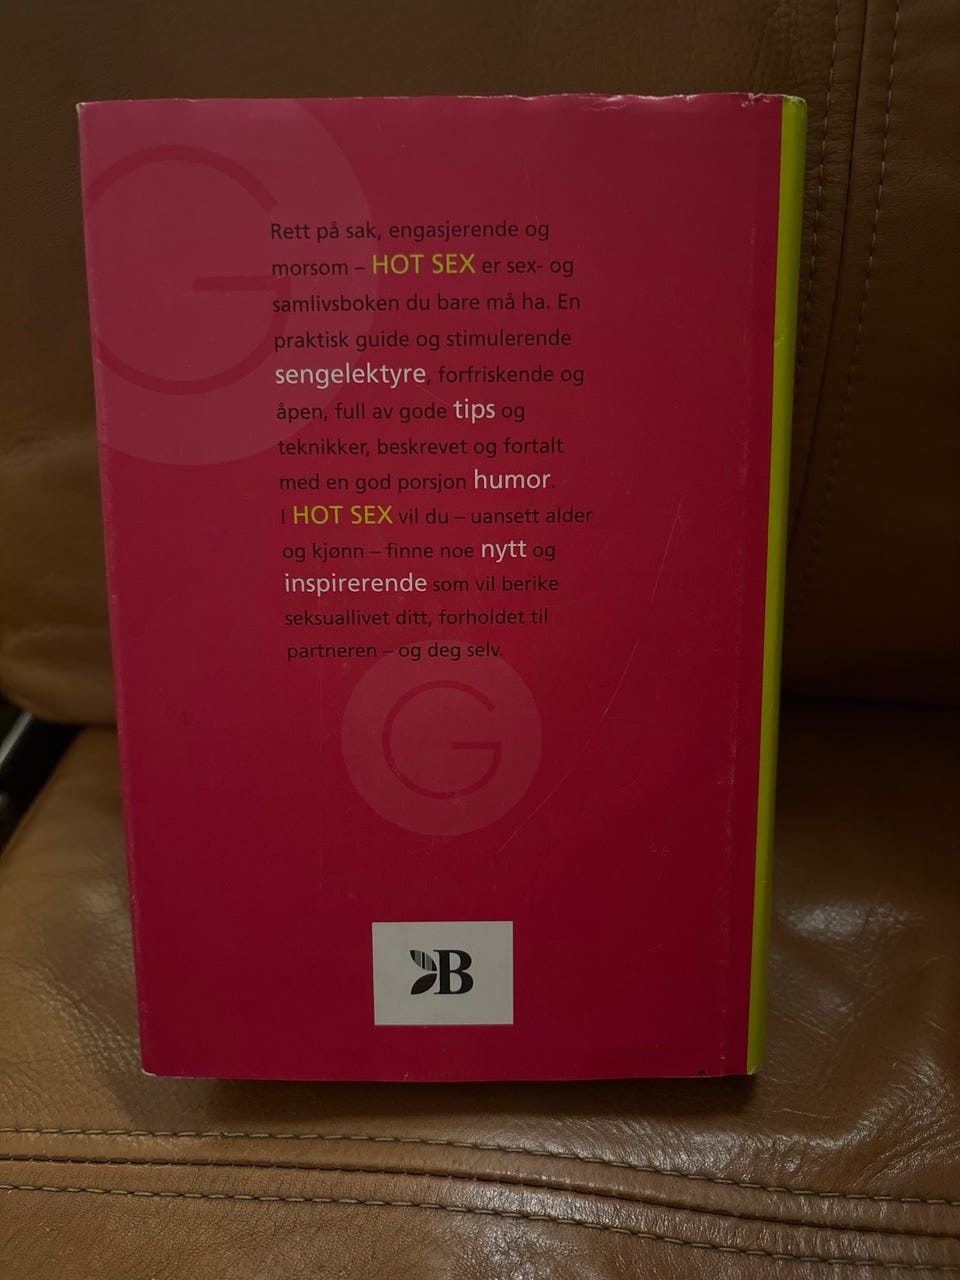 Rett på sak, engasjerende og
morsom – HOT SEX er sex- og
samlivsboken du bare må ha. En
praktisk guide og stimulerende
sengelektyre, forfriskende og
åpen, full av gode tips og
teknikker, beskrevet og fortalt
med en god porsjon humor.
I HOT SEX vil du – uansett alder
og kjønn – finne noe nytt og
inspirerende som vil berike
seksuallivet ditt, forholdet til
partneren – og deg selv.
G
G
B